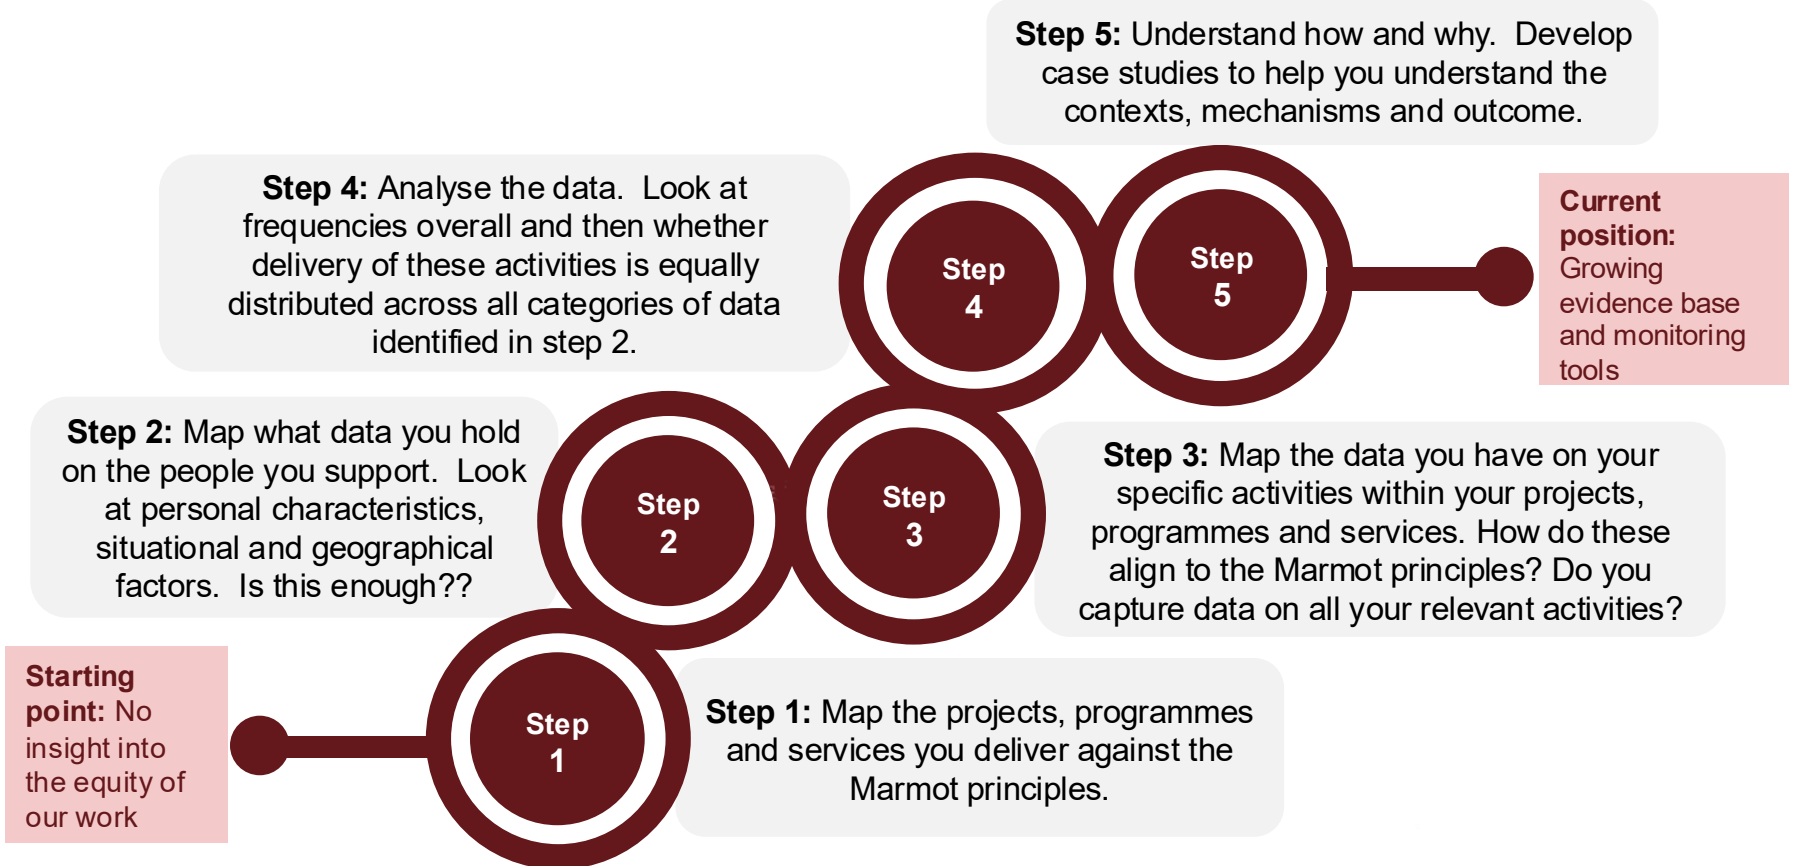 Step 5: Understand how and why.  Develop
case studies to help you understand the
contexts, mechanisms and outcome.
Step 4: Analyse the data.  Look at
frequencies overall and then whether
delivery of these activities is equally
distributed across all categories of data
identified in step 2.
Step
4
Step
5
Current
position:
Growing
evidence base
and monitoring
tools
Step 2: Map what data you hold
on the people you support.  Look
at personal characteristics,
situational and geographical
factors.  Is this enough??
Step
2
Step
3
Step 3: Map the data you have on your
specific activities within your projects,
programmes and services. How do these
align to the Marmot principles? Do you
capture data on all your relevant activities?
Starting
point: No
insight into
the equity of
our work
Step
1
Step 1: Map the projects, programmes
and services you deliver against the
Marmot principles.